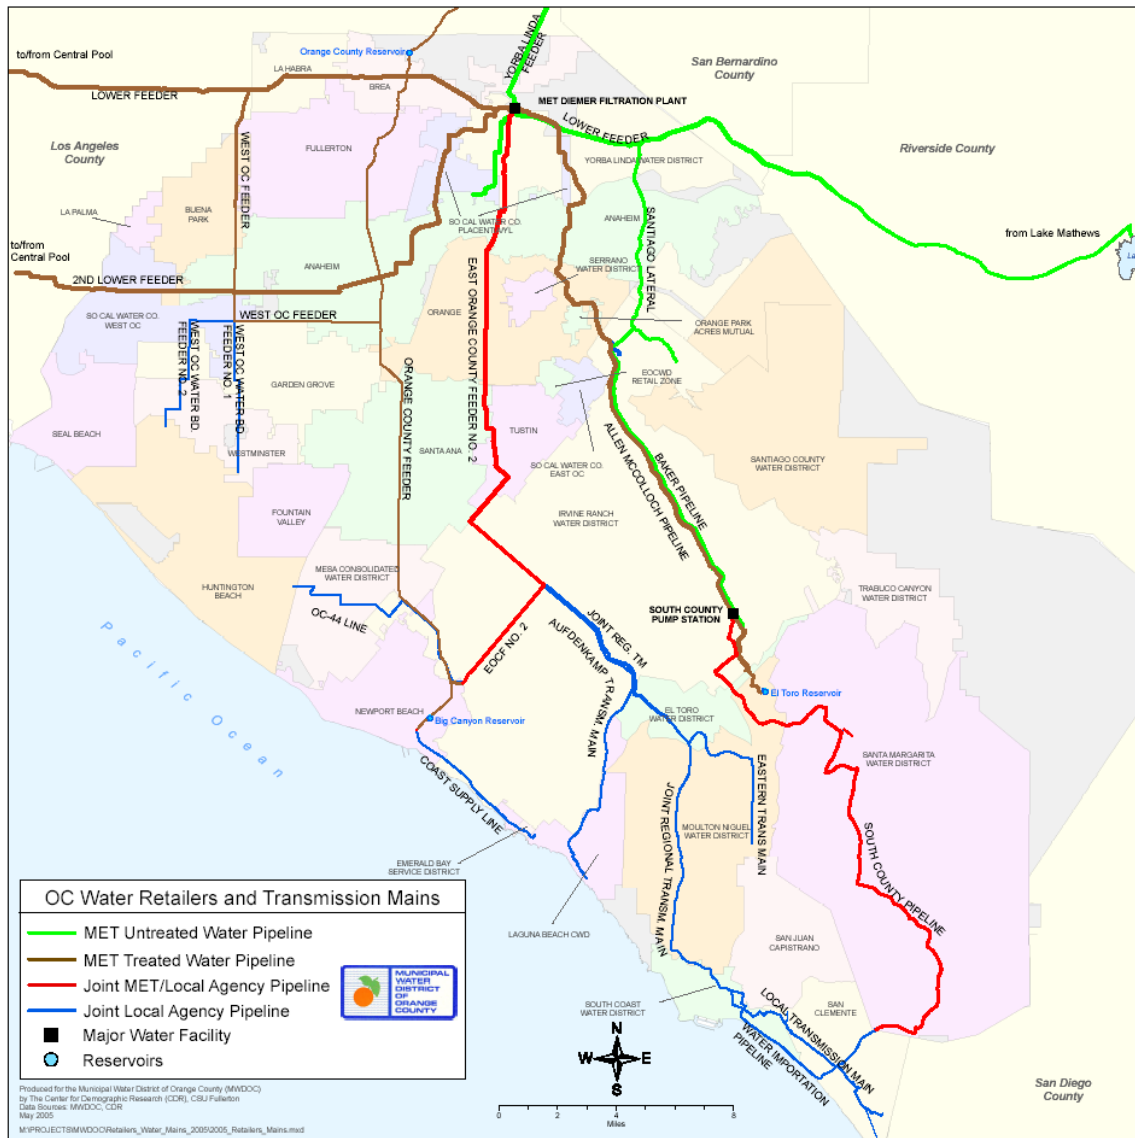 to/from Central Pool
Orange County Reservoir
YORBA LINDA
FEEDER
San Bernardino
County
LA HABRA
BREA
LOWER FEEDER
MET DIEMER FILTRATION PLANT
LOWER FEEDER
Los Angeles
County
WEST OC FEEDER
FULLERTON
YORBA LINDA WATER DISTRICT
Riverside County
LA PALMA
BUENA
PARK
SO CAL WATER CO.
PLACENTIA/YL
ANAHEIM
SANTIAGO LATERAL
from Lake Mathews
to/from
Central Pool
2ND LOWER FEEDER
ANAHEIM
SERRANO
WATER DISTRICT
SO CAL WATER CO.
WEST OC
WEST OC FEEDER
ORANGE
EAST ORANGE COUNTY FEEDER NO. 2
ORANGE PARK
ACRES MUTUAL
WEST OC WATER BD.
FEEDER NO. 2
WEST OC WATER BD.
FEEDER NO. 1
GARDEN GROVE
ORANGE COUNTY FEEDER
EOCWD
RETAIL ZONE
SEAL BEACH
WESTMINSTER
SANTA ANA
TUSTIN
SO CAL WATER CO.
EAST OC
ALLEN MCCOLLOCH PIPELINE
BAKER PIPELINE
SANTIAGO COUNTY
WATER DISTRICT
FOUNTAIN
VALLEY
IRVINE RANCH
WATER DISTRICT
MESA CONSOLIDATED
WATER DISTRICT
HUNTINGTON
BEACH
OC-44 LINE
TRABUCO CANYON
WATER DISTRICT
SOUTH COUNTY
PUMP STATION
JOINT REG. TM
AUFDENKAMP TRANSM. MAIN
EOCF NO. 2
Pacific Ocean
NEWPORT BEACH
Big Canyon Reservoir
El Toro Reservoir
EL TORO
WATER DISTRICT
SANTA MARGARITA
WATER DISTRICT
COAST SUPPLY LINE
EASTERN TRANS MAIN
JOINT REGIONAL TRANSM. MAIN
MOULTON NIGUEL
WATER DISTRICT
SOUTH COUNTY PIPELINE
EMERALD BAY
SERVICE DISTRICT
LAGUNA BEACH CWD
SAN JUAN
CAPISTRANO
SOUTH COAST
WATER DISTRICT
LOCAL TRANSMISSION MAIN
SAN
CLEMENTE
WATER IMPORTATION
PIPELINE
San Diego
County
OC Water Retailers and Transmission Mains
MET Untreated Water Pipeline
MET Treated Water Pipeline
Joint MET/Local Agency Pipeline
Joint Local Agency Pipeline
Major Water Facility
Reservoirs
MUNICIPAL
WATER
DISTRICT
OF
ORANGE
COUNTY
N
W E
S
0 2 4 8
Miles
Produced for the Municipal Water District of Orange County (MWDOC)
by The Center for Demographic Research (CDR), CSU Fullerton
Data Sources: MWDOC, CDR
May 2005
M:\PROJECTS\MWDOC\Retailers_Water_Mains_2005\2005_Retailers_Mains.mxd